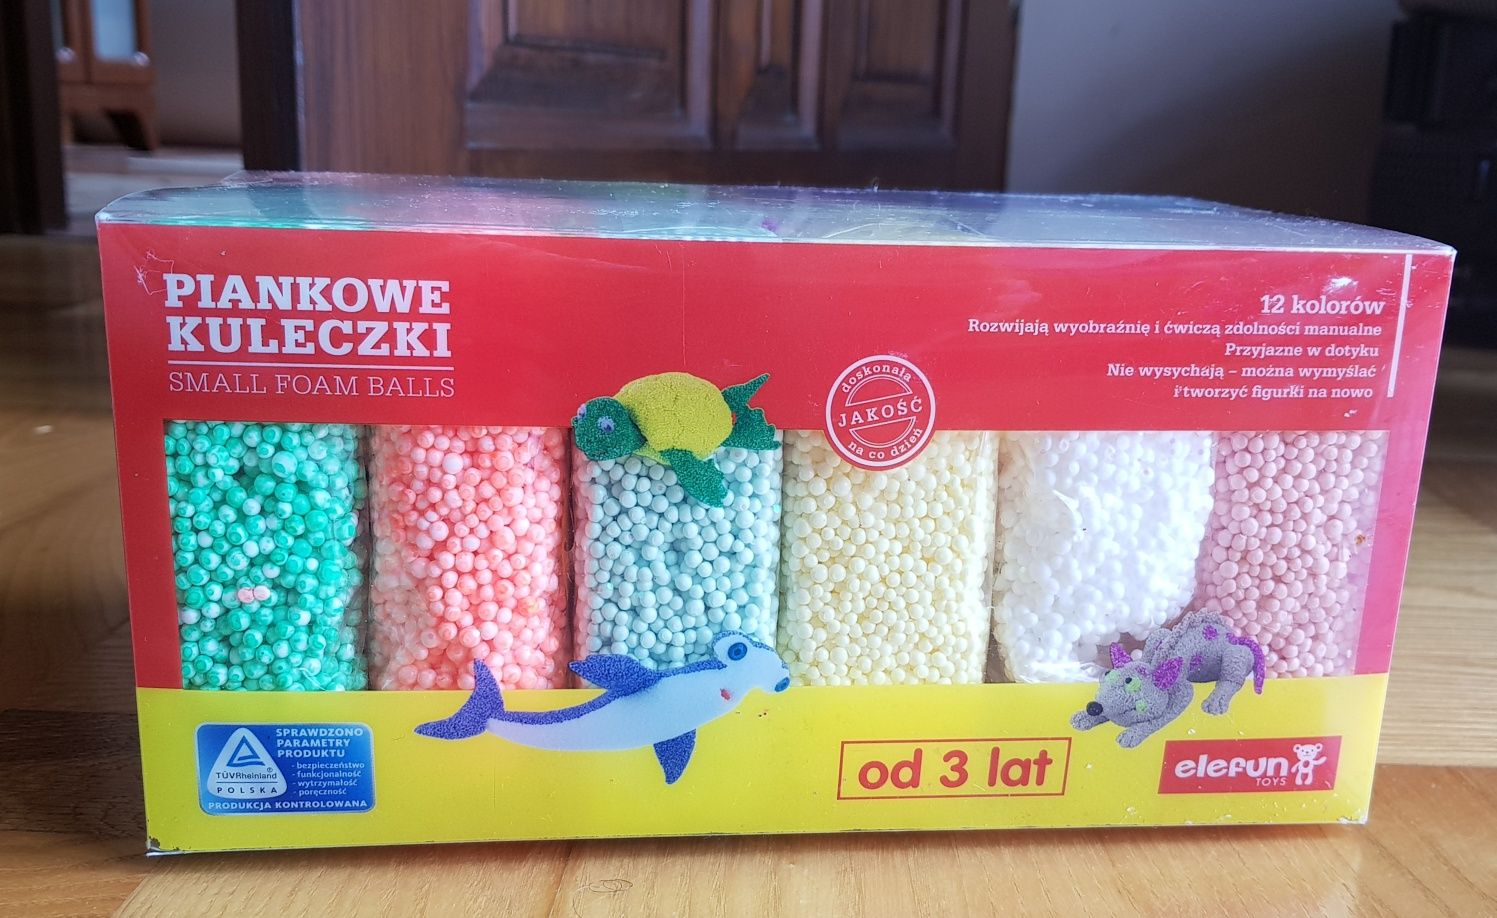 PIANKOWE
KULECZKI
SMALL FOAM BALLS
12 kolorów
Rozwijają wyobraźnię i ćwiczą zdolności manualne
Przyjazne w dotyku
Nie wysychają – można wymyślać
i tworzyć figurki na nowo
doskonała
JAKOŚĆ
na co dzień
SPRAWDZONO
PARAMETRY
PRODUKTU
- bezpieczeństwo
- funkcjonalność
- wytrzymałość
- poręczność
TÜVRheinland®
POLSKA
PRODUKCJA KONTROLOWANA
od 3 lat
elefun
TOYS